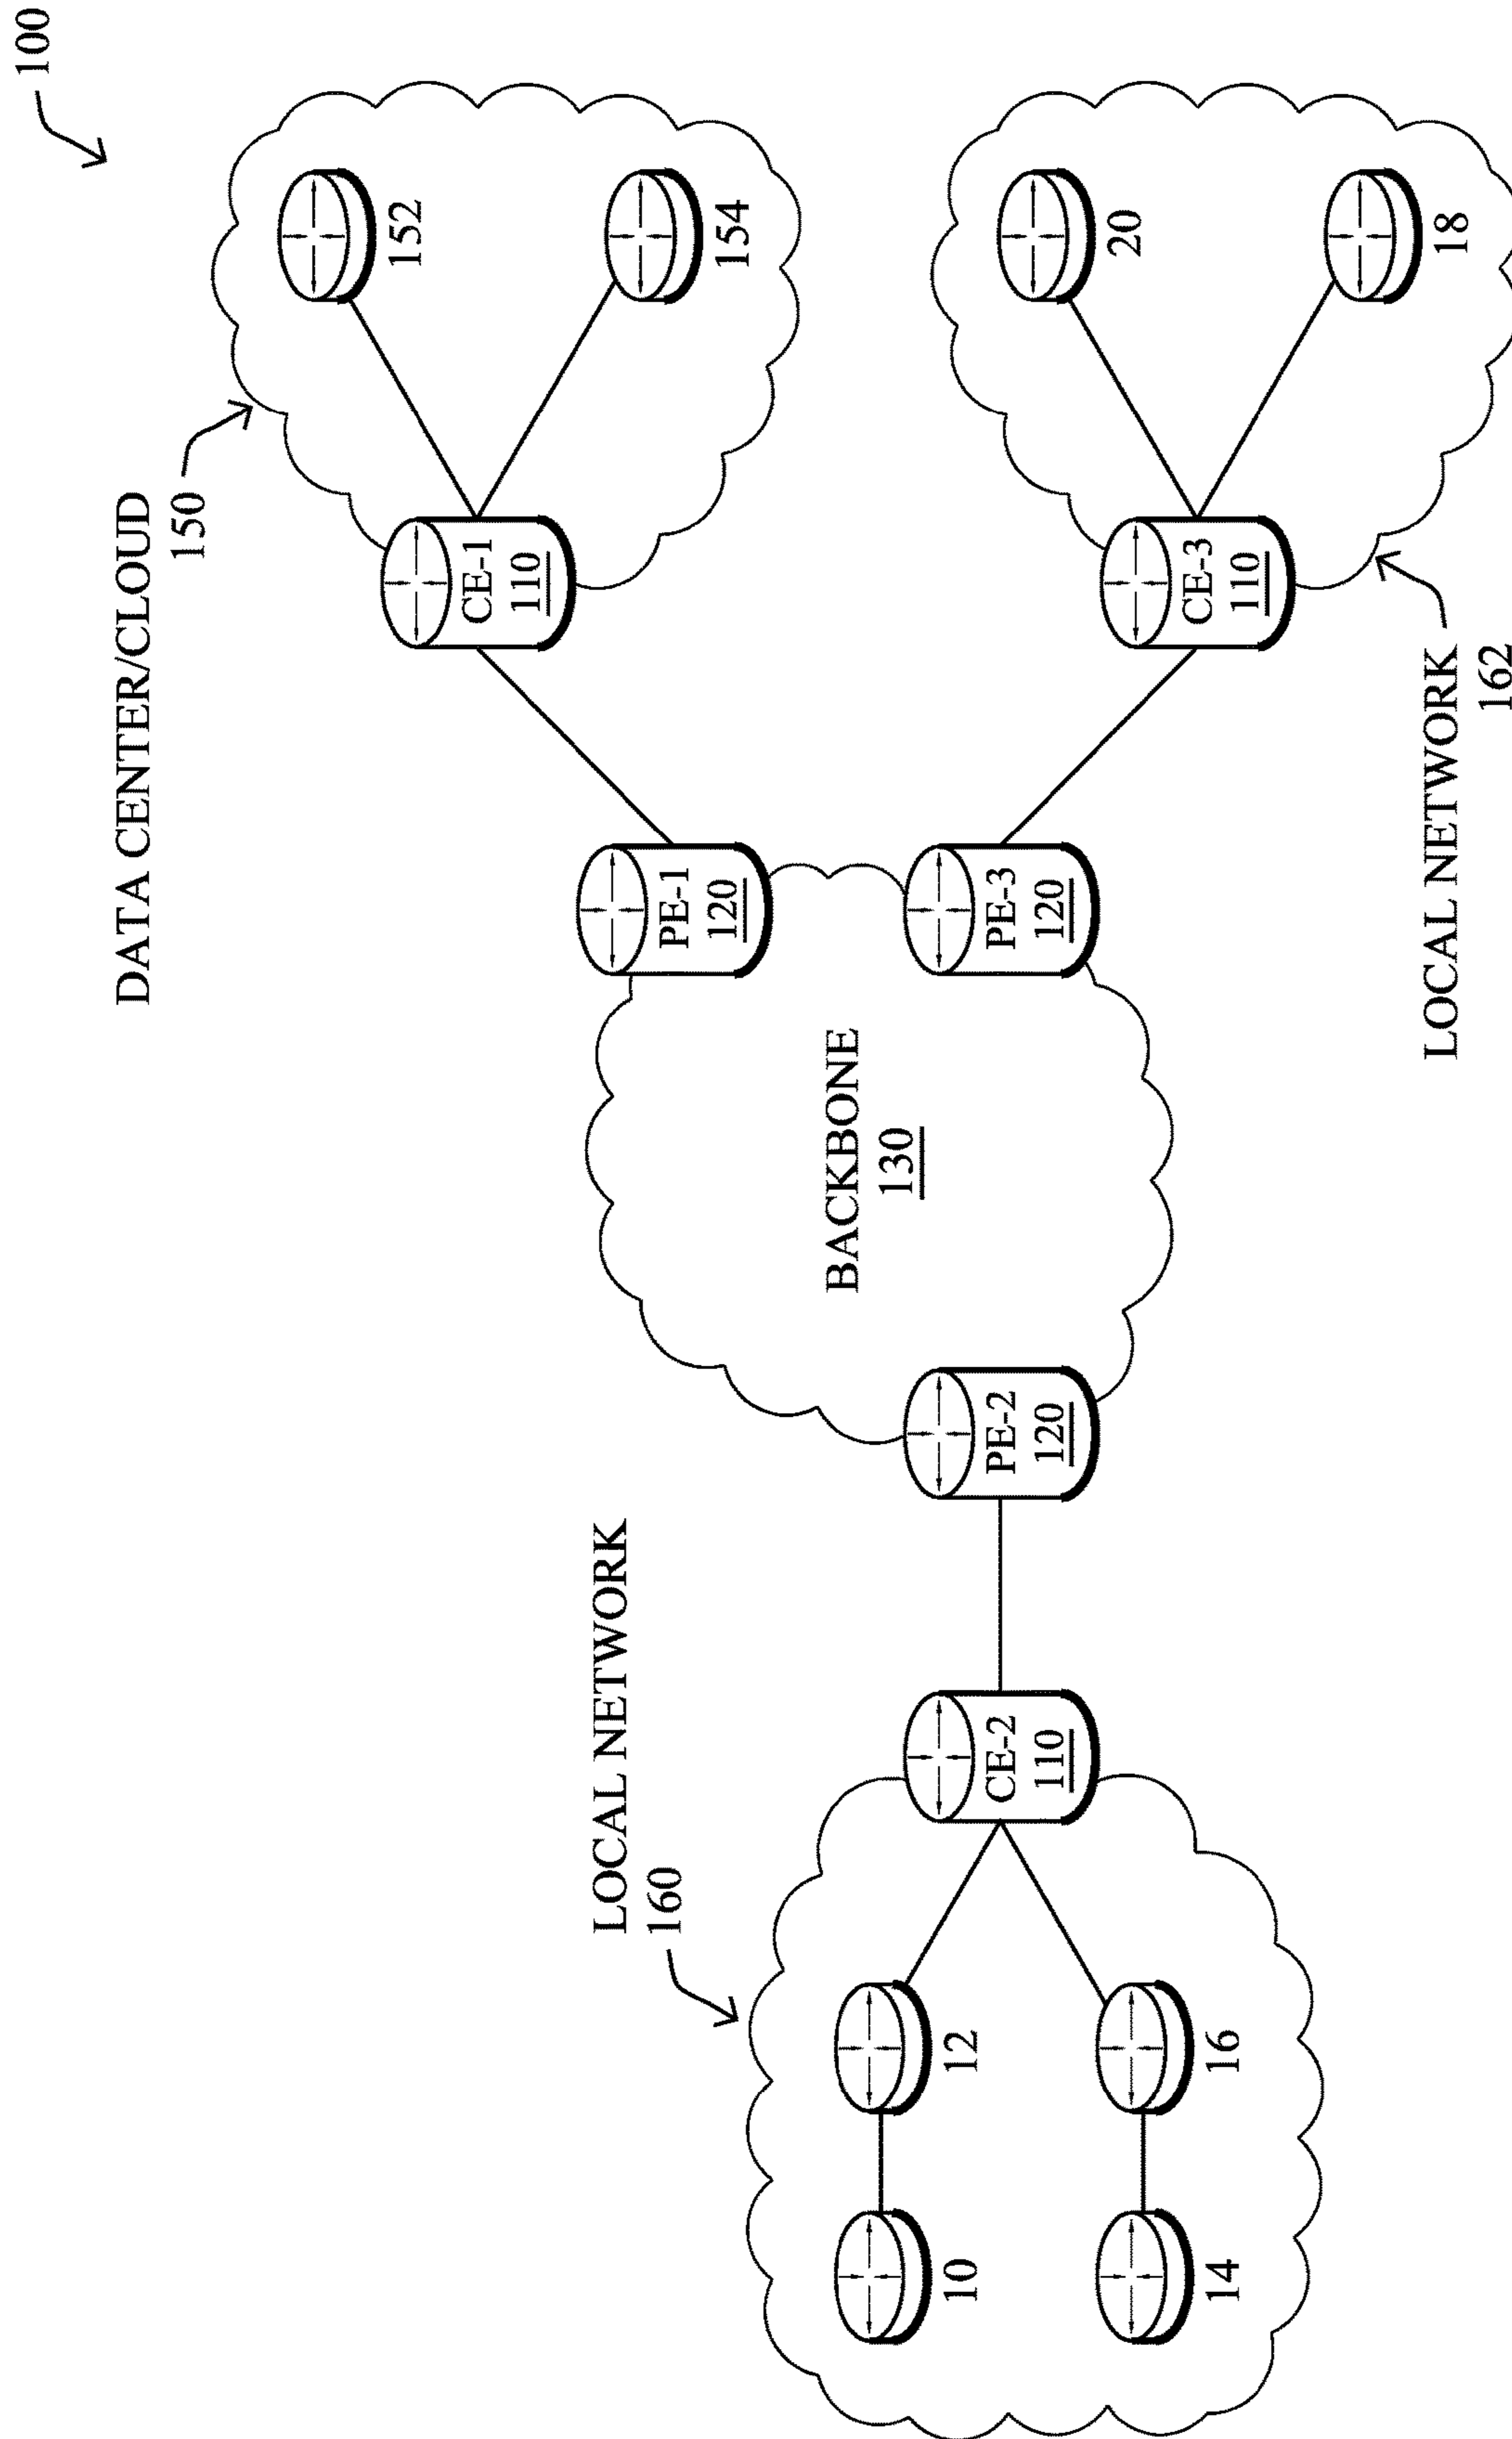 100
DATA CENTER/CLOUD
150
152
154
CE-1
110
PE-1
120
LOCAL NETWORK
160
BACKBONE
130
10
12
14
16
CE-2
110
PE-2
120
PE-3
120
CE-3
110
20
18
LOCAL NETWORK
162